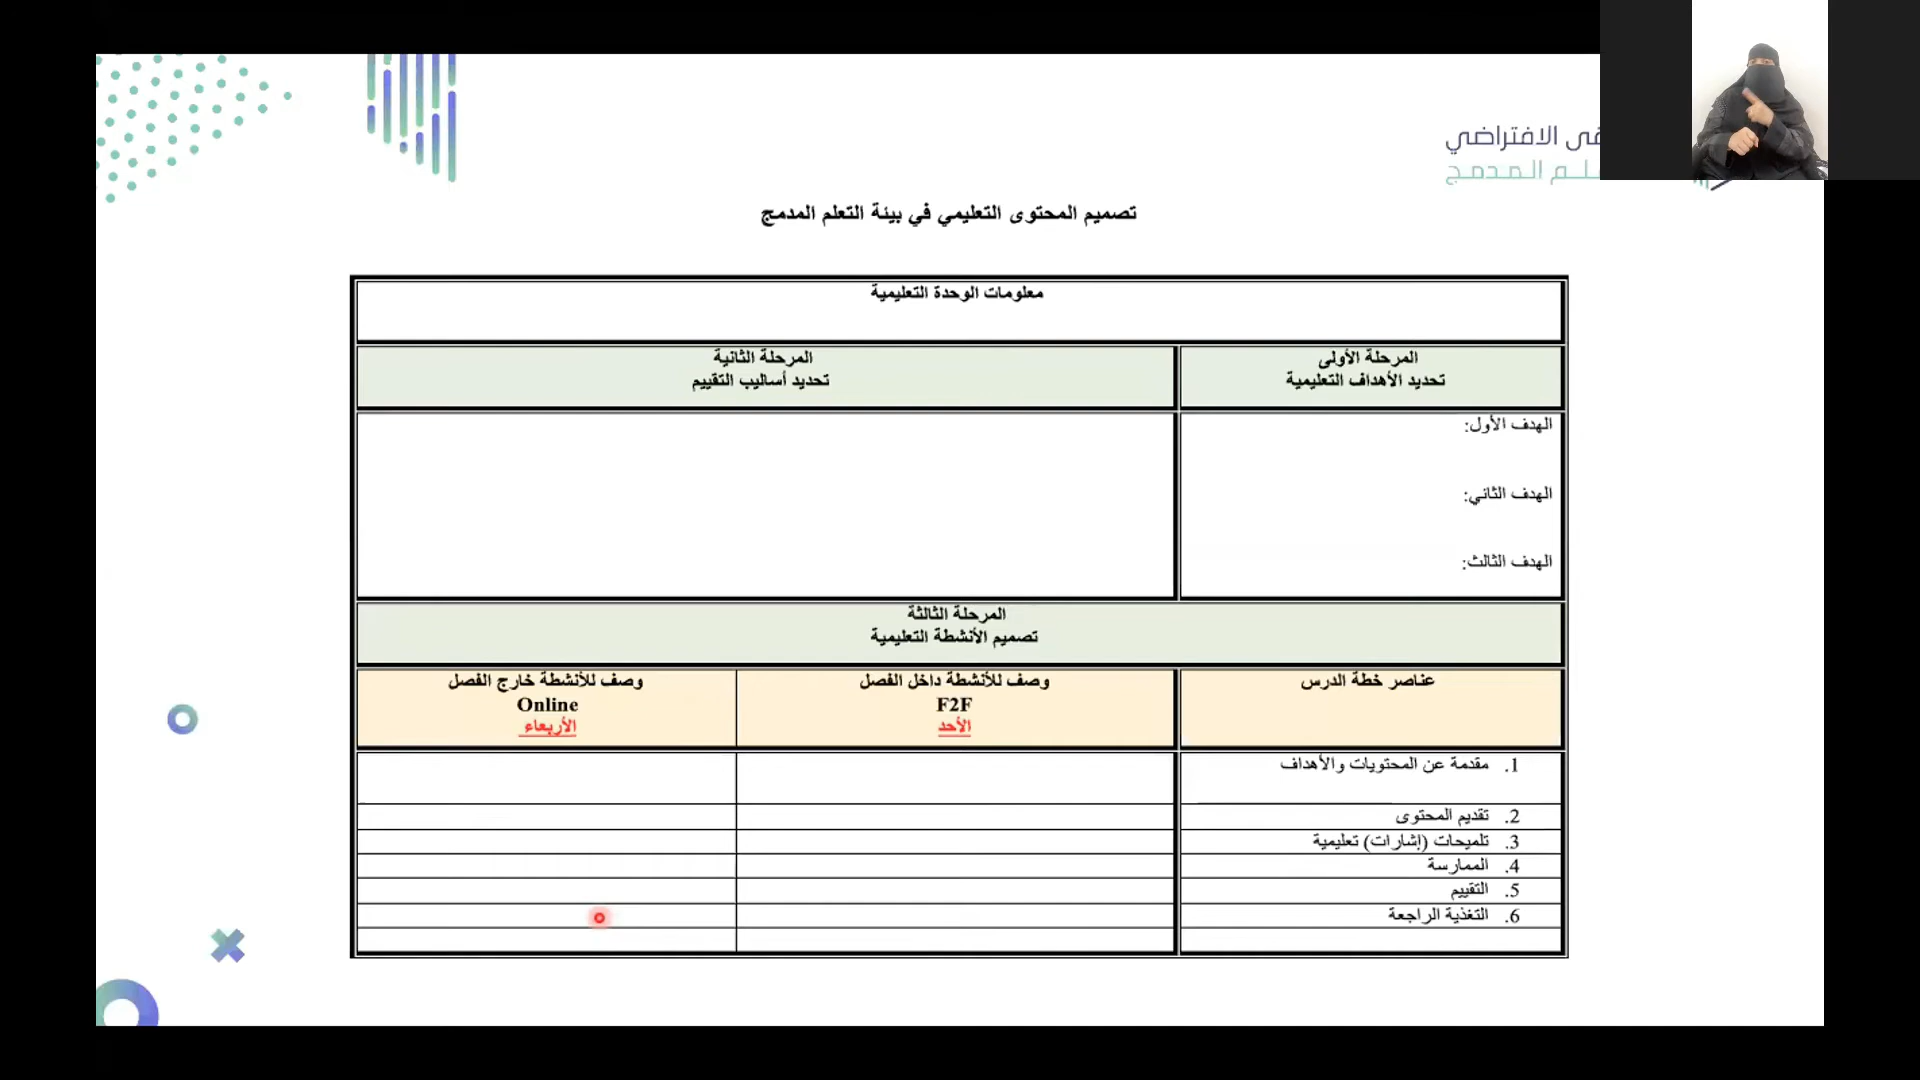 الافتراضي
المدمج
تصميم المحتوى التعليمي في بيئة التعلم المدمج
معلومات الوحدة التعليمية
المرحلة الأولى
تحديد الأهداف التعليمية
المرحلة الثانية
تحديد أساليب التقييم
الهدف الأول:
الهدف الثاني:
الهدف الثالث:
المرحلة الثالثة
تصميم الأنشطة التعليمية
عناصر خطة الدرس
وصف للأنشطة داخل الفصل
F2F
الأحد
وصف للأنشطة خارج الفصل
Online
الأربعاء
1. مقدمة عن المحتويات والأهداف
2. تقديم المحتوى
3. تلميحات (إشارات) تعليمية
4. الممارسة
5. التقييم
6. التغذية الراجعة